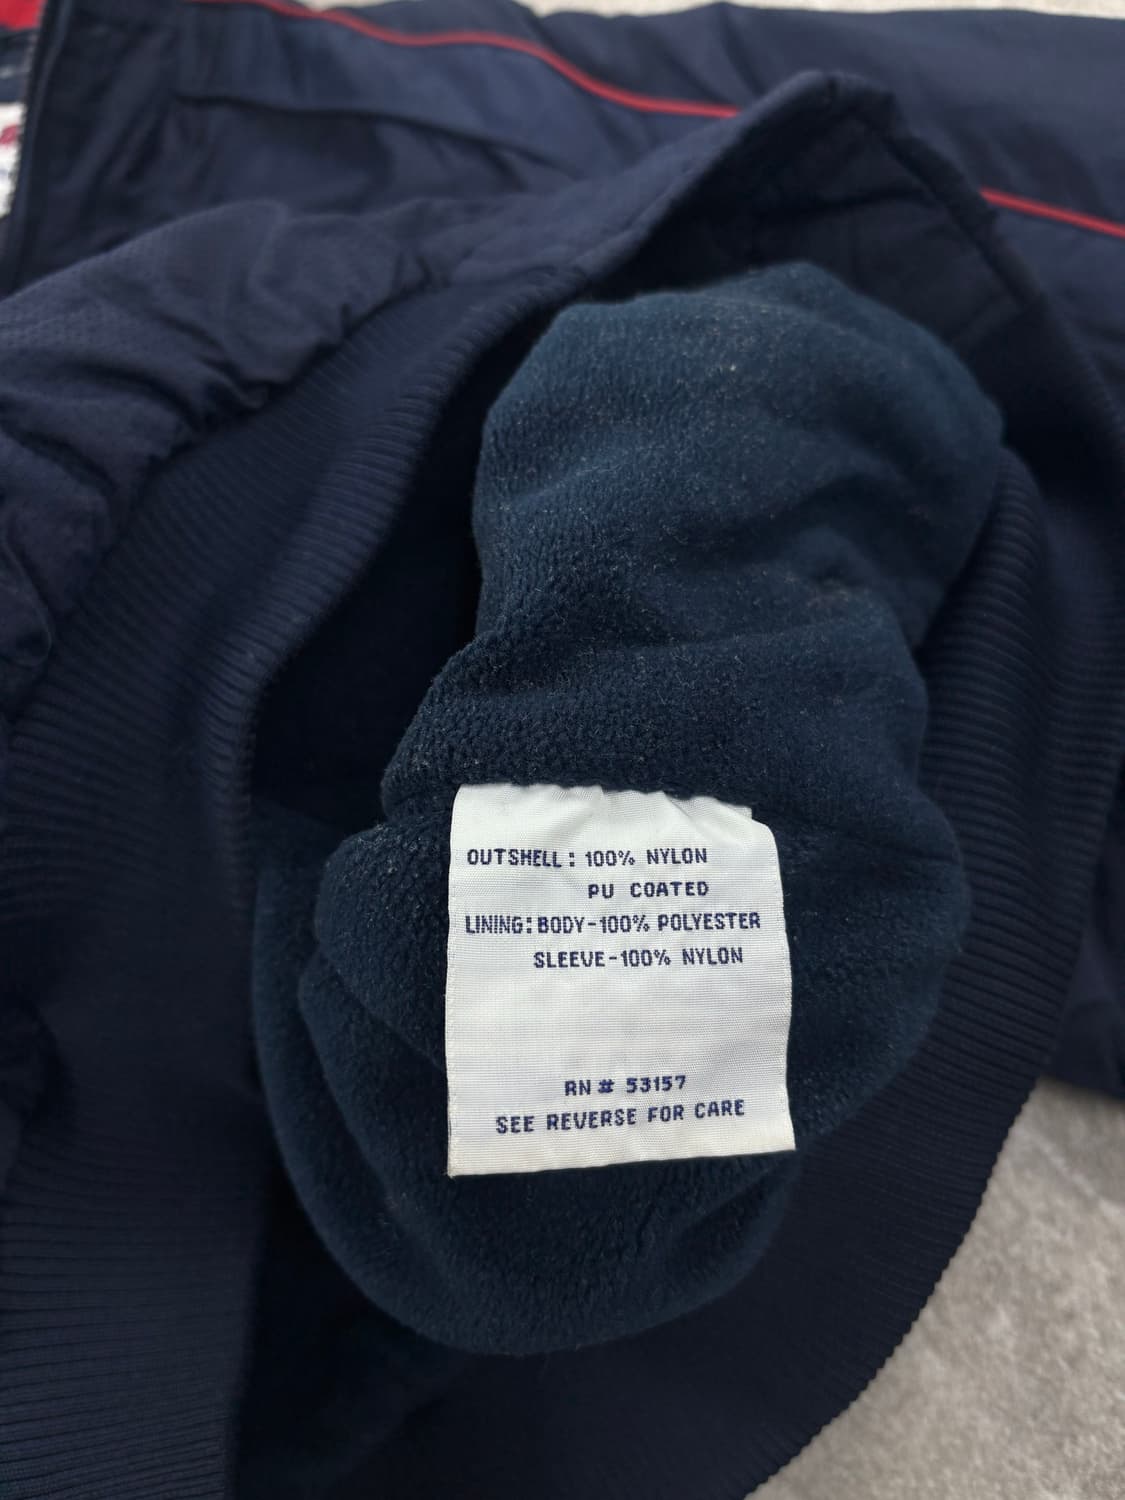 OUTSHELL: 100% NYLON
PU COATED
LINING: BODY-100% POLYESTER
SLEEVE-100% NYLON
RN # 53157
SEE REVERSE FOR CARE